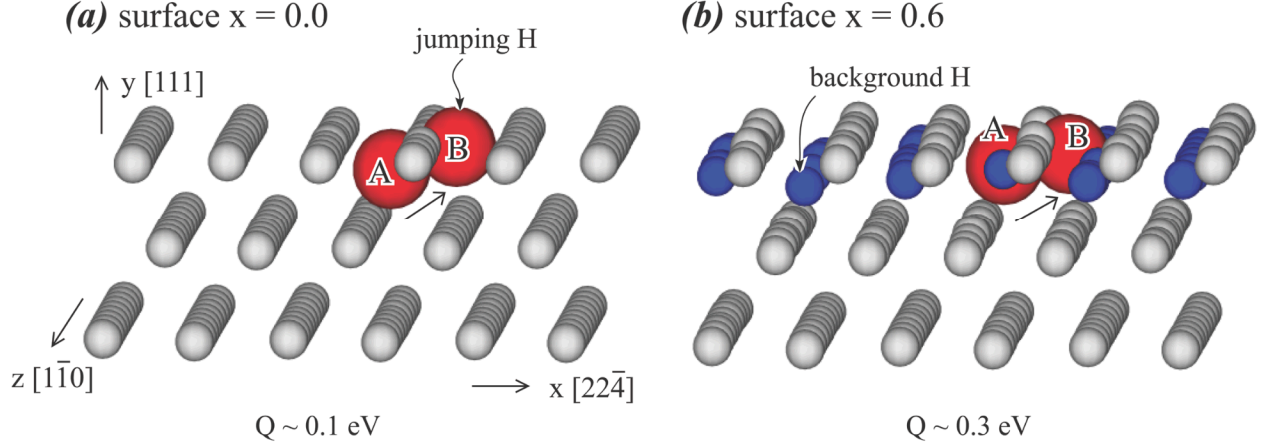 (a) surface x = 0.0
(b) surface x = 0.6
jumping H
background H
y [111]
A
B
A
B
z [11̄0]
x [224̄]
Q ~ 0.1 eV
Q ~ 0.3 eV